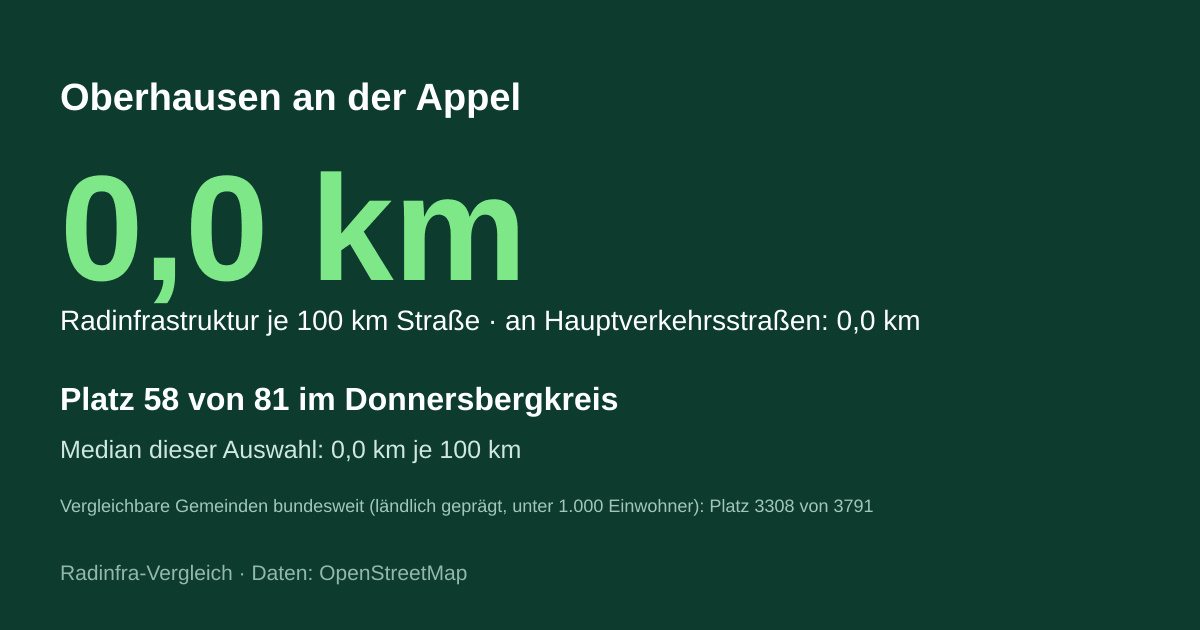 Oberhausen an der Appel
0,0 km
Radinfrastruktur je 100 km Straße · an Hauptverkehrsstraßen: 0,0 km
Platz 58 von 81 im Donnersbergkreis
Median dieser Auswahl: 0,0 km je 100 km
Vergleichbare Gemeinden bundesweit (ländlich geprägt, unter 1.000 Einwohner): Platz 3308 von 3791
Radinfra-Vergleich · Daten: OpenStreetMap